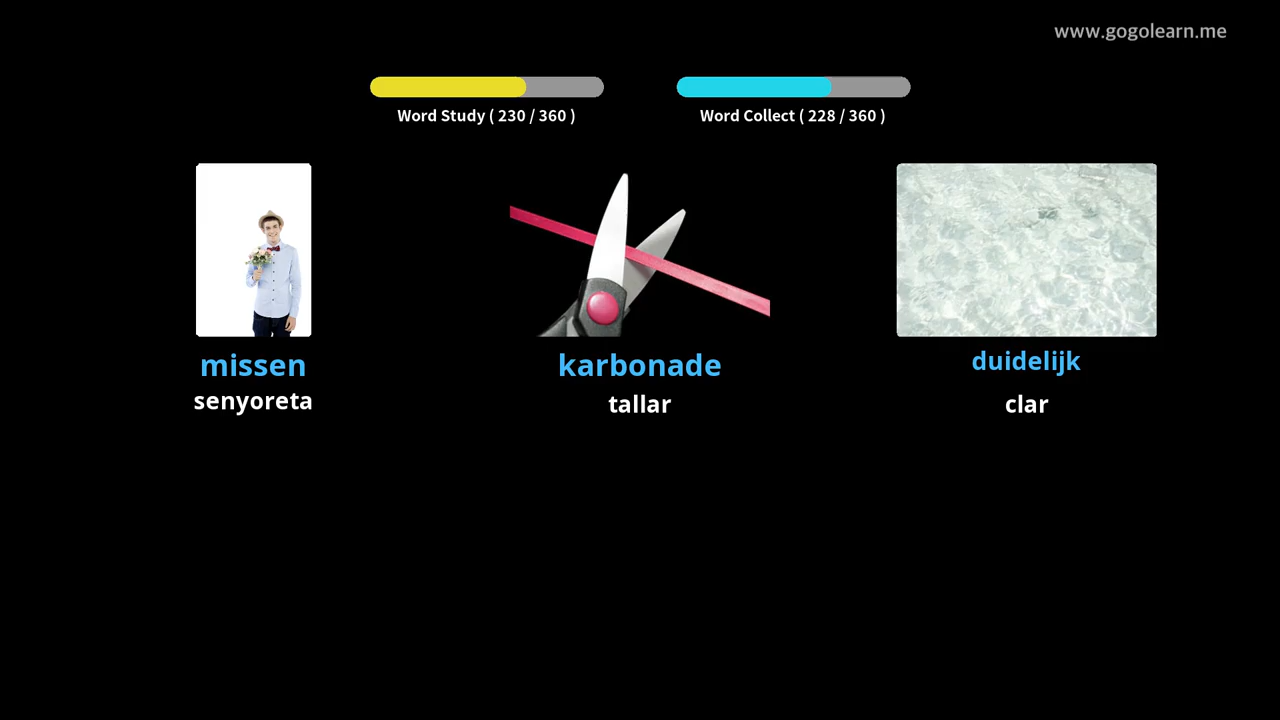 www.gogolearn.me
Word Study ( 230 / 360 )
Word Collect ( 228 / 360 )
missen
senyoreta
karbonade
tallar
duidelijk
clar